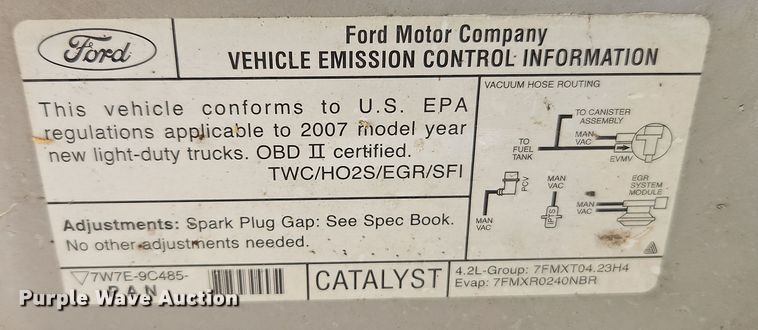 Ford
Ford Motor Company
VEHICLE EMISSION CONTROL INFORMATION
This vehicle conforms to U.S. EPA
regulations applicable to 2007 model year
new light-duty trucks. OBD II certified.
TWC/HO2S/EGR/SFI
Adjustments: Spark Plug Gap: See Spec Book.
No other adjustments needed.
VACUUM HOSE ROUTING
TO CANISTER
ASSEMBLY
MAN
VAC
TO
FUEL
TANK
EVMV
PCV
MAN
VAC
MAN
VAC
IPTS
EGR
SYSTEM
MODULE
MAN
VAC
7W7E-9C485-
RAN
CATALYST
4.2L-Group: 7FMXT04.23H4
Evap: 7FMXR0240NBR
Purple Wave Auction